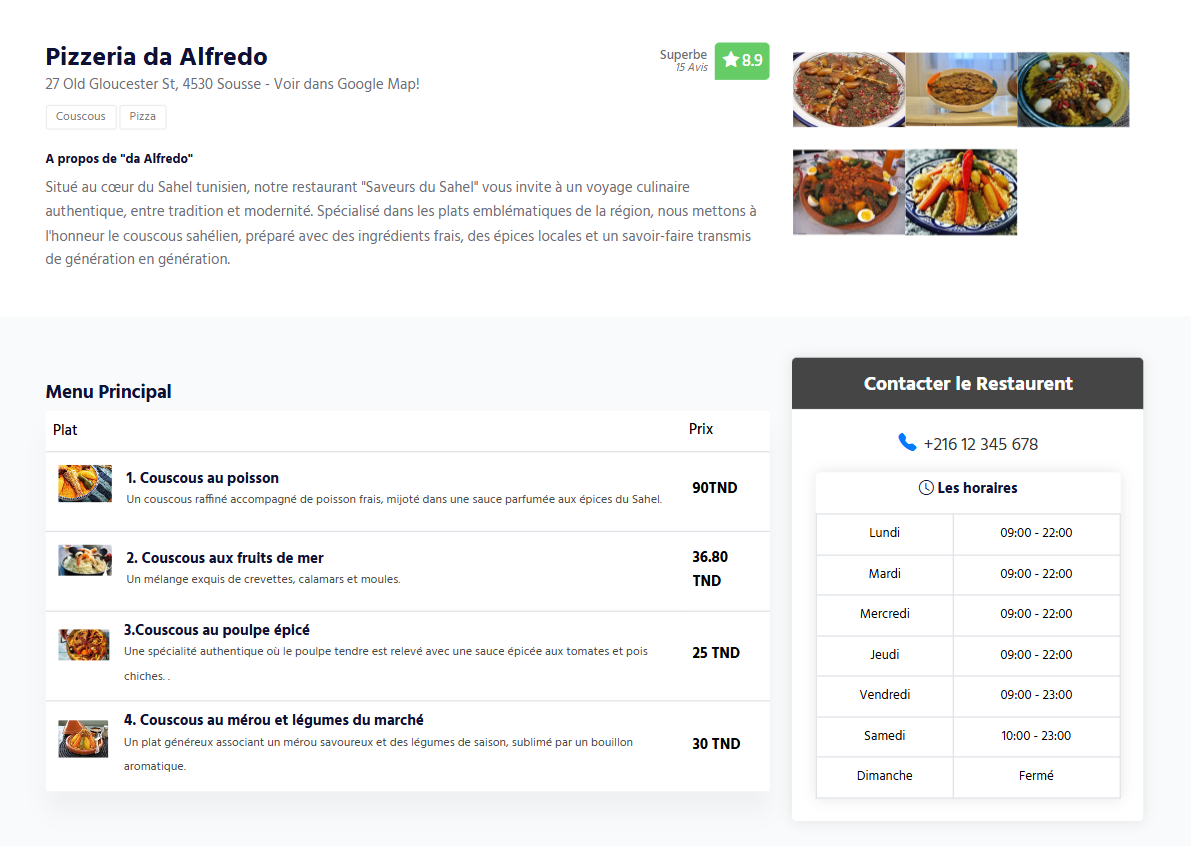 Pizzeria da Alfredo
27 Old Gloucester St, 4530 Sousse - Voir dans Google Map!
Superbe
15 Avis
8.9
Couscous
Pizza
A propos de "da Alfredo"
Situé au cœur du Sahel tunisien, notre restaurant "Saveurs du Sahel" vous invite à un voyage culinaire
authentique, entre tradition et modernité. Spécialisé dans les plats emblématiques de la région, nous mettons à
l'honneur le couscous sahélien, préparé avec des ingrédients frais, des épices locales et un savoir-faire transmis
de génération en génération.
Menu Principal
Plat
Prix
1. Couscous au poisson
Un couscous raffiné accompagné de poisson frais, mijoté dans une sauce parfumée aux épices du Sahel.
90TND
2. Couscous aux fruits de mer
Un mélange exquis de crevettes, calamars et moules.
36.80
TND
3.Couscous au poulpe épicé
Une spécialité authentique où le poulpe tendre est relevé avec une sauce épicée aux tomates et pois
chiches. .
25 TND
4. Couscous au mérou et légumes du marché
Un plat généreux associant un mérou savoureux et des légumes de saison, sublimé par un bouillon
aromatique.
30 TND
Contacter le Restaurent
+216 12 345 678
Les horaires
Lundi 09:00 - 22:00
Mardi 09:00 - 22:00
Mercredi 09:00 - 22:00
Jeudi 09:00 - 22:00
Vendredi 09:00 - 23:00
Samedi 10:00 - 23:00
Dimanche Fermé